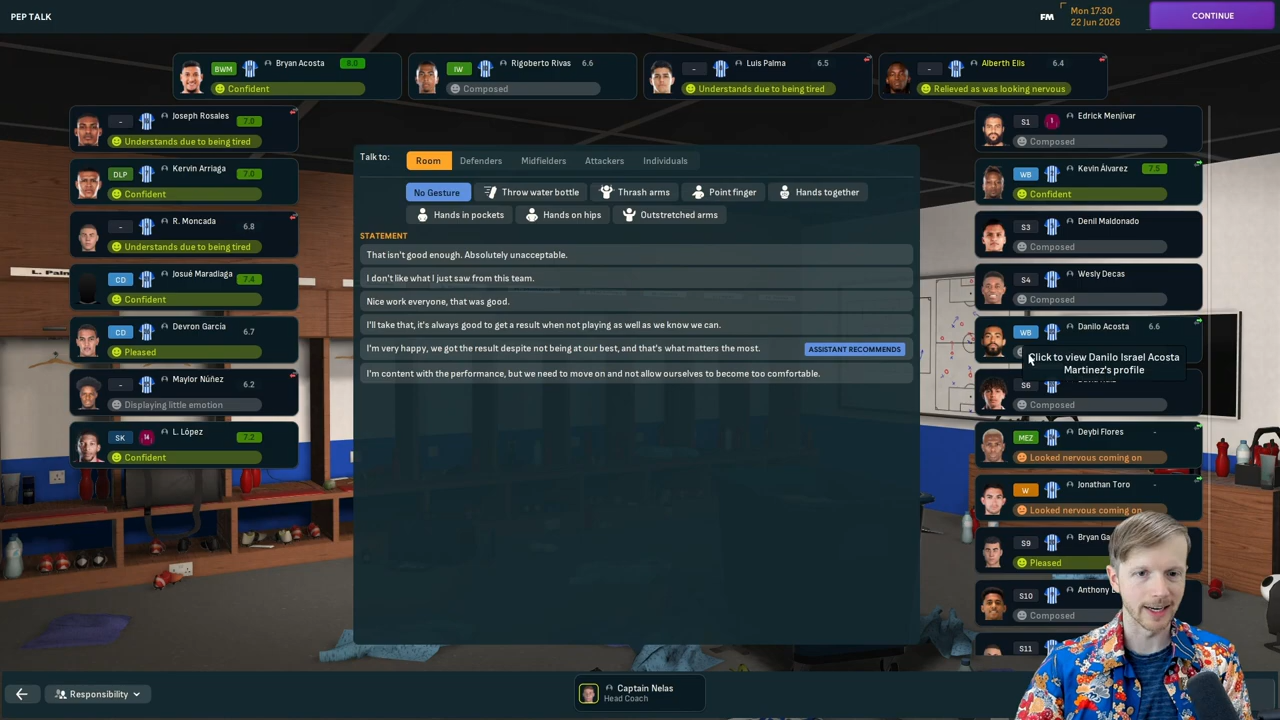 PEP TALK
FM
Mon 17:30
22 Jun 2026
CONTINUE
BWM Bryan Acosta 8.0
Confident
IW Rigoberto Rivas 6.6
Composed
- Luis Palma 6.5
Understands due to being tired
- Alberth Elis 6.4
Relieved as was looking nervous
- Joseph Rosales 7.0
Understands due to being tired
DLP Kervin Arriaga 7.0
Confident
- R. Moncada 6.8
Understands due to being tired
L. Palm
CD Josué Maradiaga 7.4
Confident
CD Devron García 6.7
Pleased
- Maylor Núñez 6.2
Displaying little emotion
SK 14 L. López 7.2
Confident
Talk to: Room Defenders Midfielders Attackers Individuals
No Gesture Throw water bottle Thrash arms Point finger Hands together
Hands in pockets Hands on hips Outstretched arms
STATEMENT
That isn't good enough. Absolutely unacceptable.
I don't like what I just saw from this team.
Nice work everyone, that was good.
I'll take that, it's always good to get a result when not playing as well as we know we can.
I'm very happy, we got the result despite not being at our best, and that's what matters the most. ASSISTANT RECOMMENDS
I'm content with the performance, but we need to move on and not allow ourselves to become too comfortable.
S1 1 Edrick Menjívar
Composed
WB Kevin Álvarez 7.5
Confident
S3 Denil Maldonado
Composed
S4 Wesly Decas
Composed
WB Danilo Acosta 6.6
Click to view Danilo Israel Acosta
Martinez's profile
S6
Composed
MEZ Deybi Flores -
Looked nervous coming on
W Jonathan Toro -
Looked nervous coming on
S9 Bryan
Pleased
S10 Anthony
Composed
S11
Responsibility
Captain Nelas
Head Coach